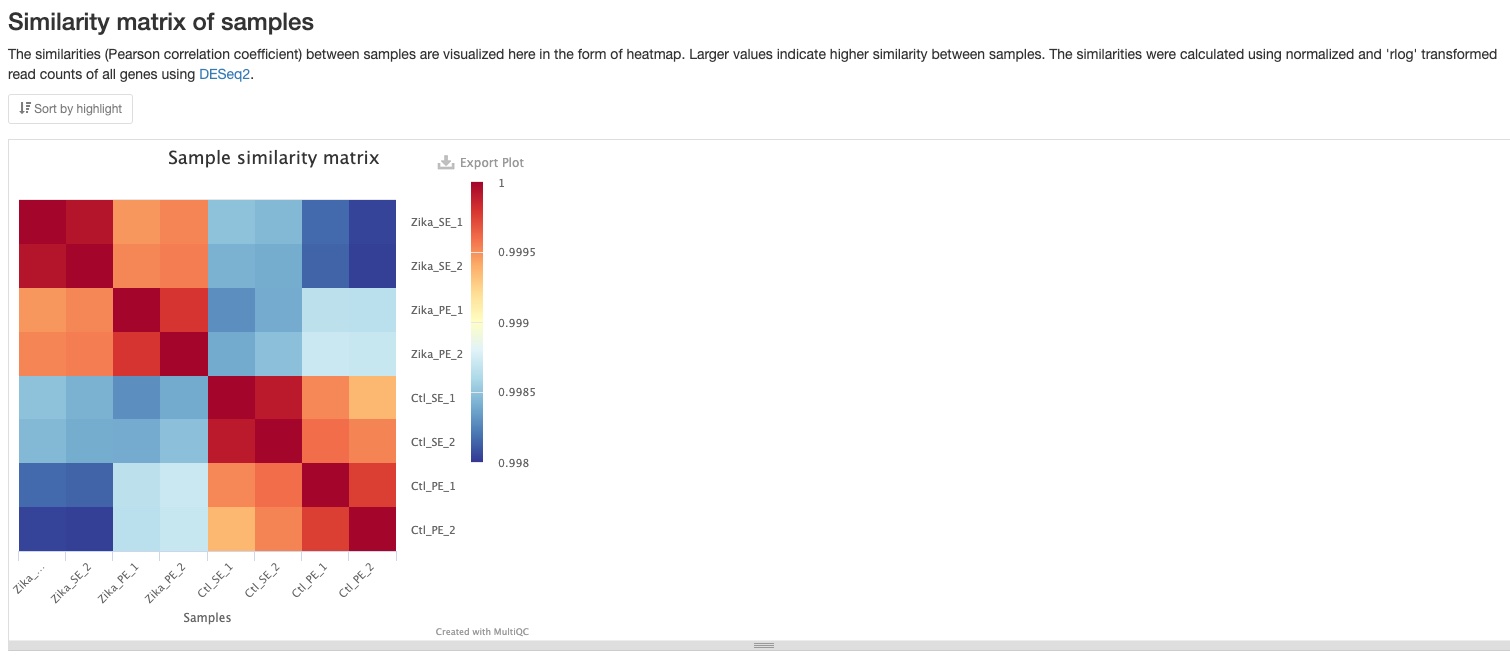 Similarity matrix of samples
The similarities (Pearson correlation coefficient) between samples are visualized here in the form of heatmap. Larger values indicate higher similarity between samples. The similarities were calculated using normalized and 'rlog' transformed
read counts of all genes using DESeq2.
Sort by highlight
Sample similarity matrix
Export Plot
1
0.9995
0.999
0.9985
0.998
Zika_SE_1
Zika_SE_2
Zika_PE_1
Zika_PE_2
Ctl_SE_1
Ctl_SE_2
Ctl_PE_1
Ctl_PE_2
Zika_...
Zika_SE_2
Zika_PE_1
Zika_PE_2
Ctl_SE_1
Ctl_SE_2
Ctl_PE_1
Ctl_PE_2
Samples
Created with MultiQC